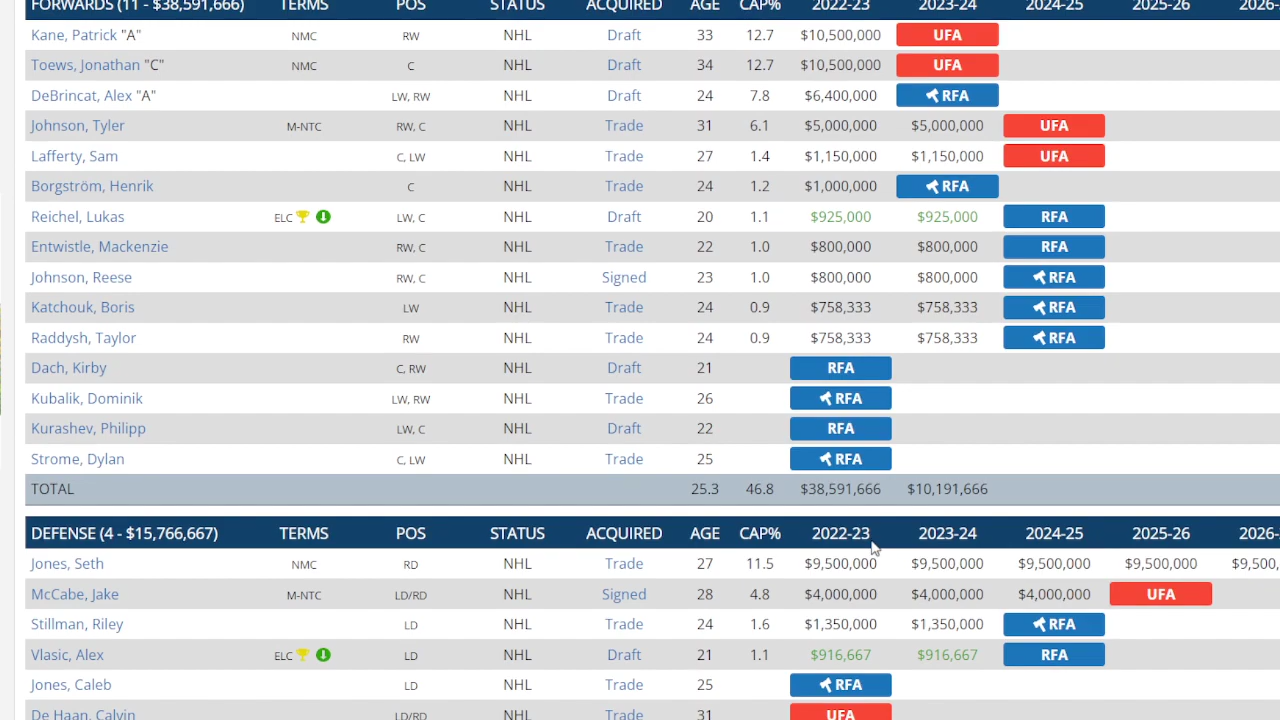 FORWARDS (11 - $38,591,666) TERMS POS STATUS ACQUIRED AGE CAP% 2022-23 2023-24 2024-25 2025-26 2026-
Kane, Patrick "A" NMC RW NHL Draft 33 12.7 $10,500,000 UFA
Toews, Jonathan "C" NMC C NHL Draft 34 12.7 $10,500,000 UFA
DeBrincat, Alex "A" LW, RW NHL Draft 24 7.8 $6,400,000 RFA
Johnson, Tyler M-NTC RW, C NHL Trade 31 6.1 $5,000,000 $5,000,000 UFA
Lafferty, Sam C, LW NHL Trade 27 1.4 $1,150,000 $1,150,000 UFA
Borgström, Henrik C NHL Trade 24 1.2 $1,000,000 RFA
Reichel, Lukas ELC LW, C NHL Draft 20 1.1 $925,000 $925,000 RFA
Entwistle, Mackenzie RW, C NHL Trade 22 1.0 $800,000 $800,000 RFA
Johnson, Reese RW, C NHL Signed 23 1.0 $800,000 $800,000 RFA
Katchouk, Boris LW NHL Trade 24 0.9 $758,333 $758,333 RFA
Raddysh, Taylor RW NHL Trade 24 0.9 $758,333 $758,333 RFA
Dach, Kirby C, RW NHL Draft 21 RFA
Kubalik, Dominik LW, RW NHL Trade 26 RFA
Kurashev, Philipp LW, C NHL Draft 22 RFA
Strome, Dylan C, LW NHL Trade 25 RFA
TOTAL 25.3 46.8 $38,591,666 $10,191,666
DEFENSE (4 - $15,766,667) TERMS POS STATUS ACQUIRED AGE CAP% 2022-23 2023-24 2024-25 2025-26 2026-
Jones, Seth NMC RD NHL Trade 27 11.5 $9,500,000 $9,500,000 $9,500,000 $9,500,000 $9,500,
McCabe, Jake M-NTC LD/RD NHL Signed 28 4.8 $4,000,000 $4,000,000 $4,000,000 UFA
Stillman, Riley LD NHL Trade 24 1.6 $1,350,000 $1,350,000 RFA
Vlasic, Alex ELC LD NHL Draft 21 1.1 $916,667 $916,667 RFA
Jones, Caleb LD NHL Trade 25 RFA
De Haan, Calvin LD/RD NHL Trade 31 UFA